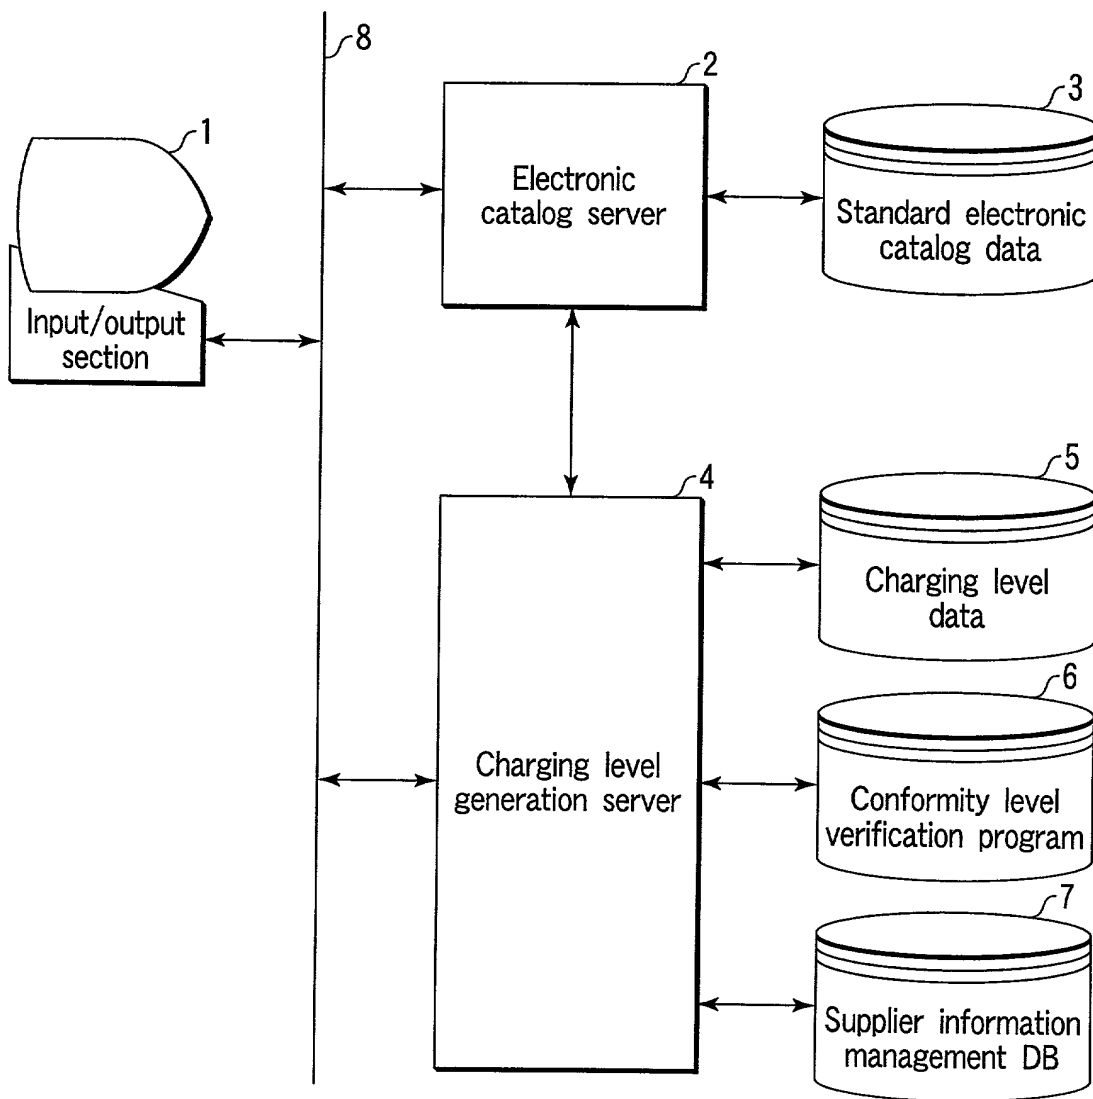 8
2
3
1
Electronic
catalog server
Standard electronic
catalog data
Input/output
section
4
5
Charging level
data
6
Charging level
generation server
Conformity level
verification program
7
Supplier information
management DB